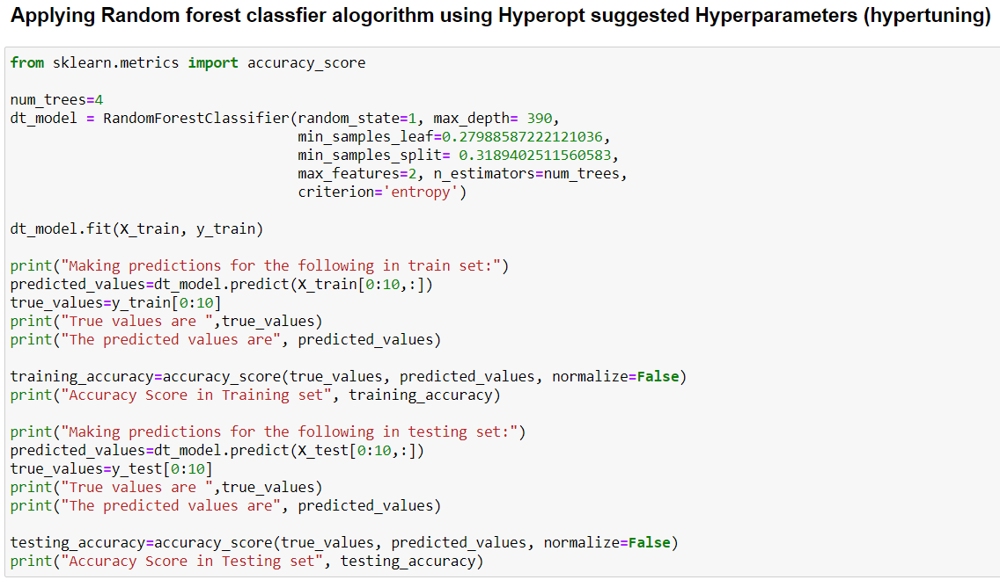 Applying Random forest classfier alogorithm using Hyperopt suggested Hyperparameters (hypertuning)
from sklearn.metrics import accuracy_score
num_trees=4
dt_model = RandomForestClassifier(random_state=1, max_depth= 390,
min_samples_leaf=0.27988587222121036,
min_samples_split= 0.3189402511560583,
max_features=2, n_estimators=num_trees,
criterion='entropy')
dt_model.fit(X_train, y_train)
print("Making predictions for the following in train set:")
predicted_values=dt_model.predict(X_train[0:10,:])
true_values=y_train[0:10]
print("True values are ",true_values)
print("The predicted values are", predicted_values)
training_accuracy=accuracy_score(true_values, predicted_values, normalize=False)
print("Accuracy Score in Training set", training_accuracy)
print("Making predictions for the following in testing set:")
predicted_values=dt_model.predict(X_test[0:10,:])
true_values=y_test[0:10]
print("True values are ",true_values)
print("The predicted values are", predicted_values)
testing_accuracy=accuracy_score(true_values, predicted_values, normalize=False)
print("Accuracy Score in Testing set", testing_accuracy)